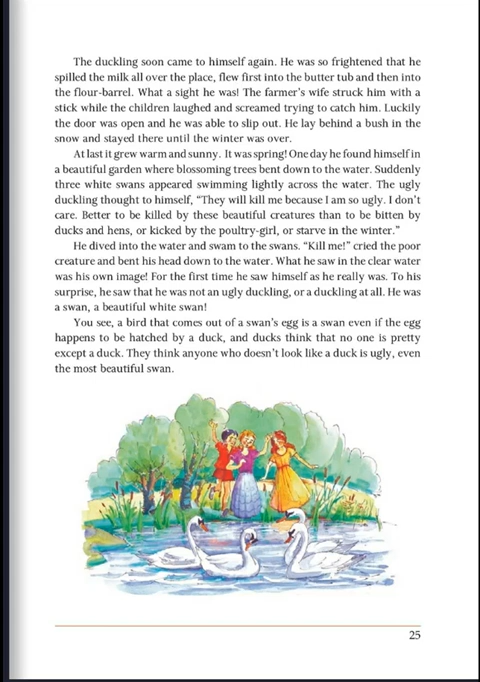 The duckling soon came to himself again. He was so frightened that he
spilled the milk all over the place, flew first into the butter tub and then into
the flour-barrel. What a sight he was! The farmer's wife struck him with a
stick while the children laughed and screamed trying to catch him. Luckily
the door was open and he was able to slip out. He lay behind a bush in the
snow and stayed there until the winter was over.
At last it grew warm and sunny. It was spring! One day he found himself in
a beautiful garden where blossoming trees bent down to the water. Suddenly
three white swans appeared swimming lightly across the water. The ugly
duckling thought to himself, “They will kill me because I am so ugly. I don't
care. Better to be killed by these beautiful creatures than to be bitten by
ducks and hens, or kicked by the poultry-girl, or starve in the winter.”
He dived into the water and swam to the swans. “Kill me!” cried the poor
creature and bent his head down to the water. What he saw in the clear water
was his own image! For the first time he saw himself as he really was. To his
surprise, he saw that he was not an ugly duckling, or a duckling at all. He was
a swan, a beautiful white swan!
You see, a bird that comes out of a swan's egg is a swan even if the egg
happens to be hatched by a duck, and ducks think that no one is pretty
except a duck. They think anyone who doesn't look like a duck is ugly, even
the most beautiful swan.
25